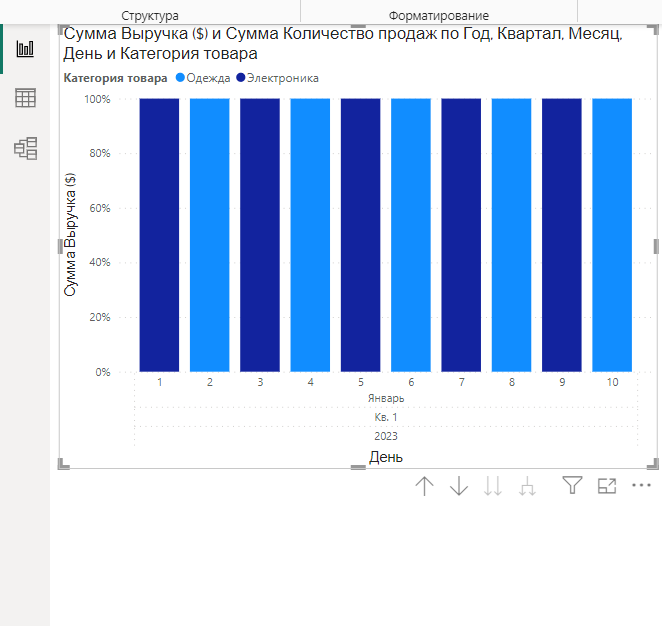 Структура Форматирование
Сумма Выручка ($) и Сумма Количество продаж по Год, Квартал, Месяц,
День и Категория товара
Категория товара Одежда Электроника
Сумма Выручка ($)
100%
80%
60%
40%
20%
0%
1 2 3 4 5 6 7 8 9 10
Январь
Кв. 1
2023
День